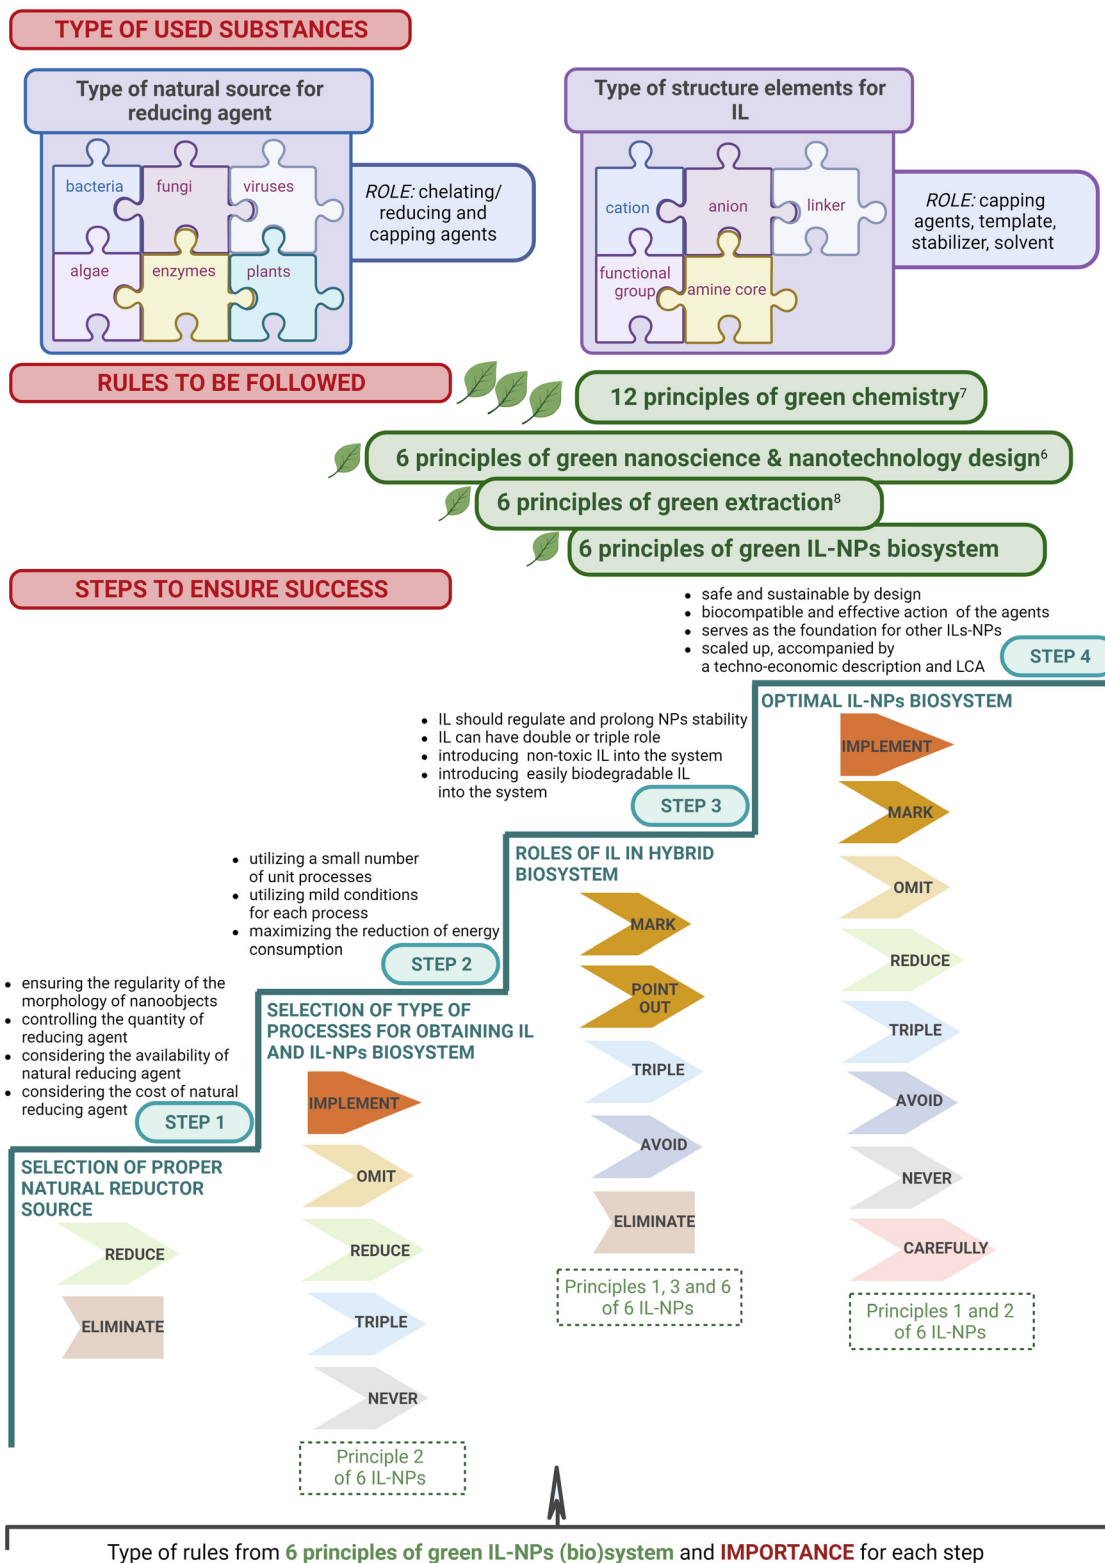 TYPE OF USED SUBSTANCES
Type of natural source for
reducing agent
bacteria
fungi
viruses
algae
enzymes
plants
ROLE: chelating/
reducing and
capping agents
Type of structure elements for
IL
cation
anion
linker
functional
group
amine core
ROLE: capping
agents, template,
stabilizer, solvent
RULES TO BE FOLLOWED
12 principles of green chemistry⁷
6 principles of green nanoscience & nanotechnology design⁶
6 principles of green extraction⁸
6 principles of green IL-NPs biosystem
STEPS TO ENSURE SUCCESS
• safe and sustainable by design
• biocompatible and effective action of the agents
• serves as the foundation for other ILs-NPs
• scaled up, accompanied by
a techno-economic description and LCA
STEP 4
OPTIMAL IL-NPs BIOSYSTEM
IMPLEMENT
MARK
OMIT
REDUCE
TRIPLE
AVOID
NEVER
CAREFULLY
Principles 1 and 2
of 6 IL-NPs
• IL should regulate and prolong NPs stability
• IL can have double or triple role
• introducing non-toxic IL into the system
• introducing easily biodegradable IL
into the system
STEP 3
ROLES OF IL IN HYBRID
BIOSYSTEM
MARK
POINT
OUT
TRIPLE
AVOID
ELIMINATE
Principles 1, 3 and 6
of 6 IL-NPs
• utilizing a small number
of unit processes
• utilizing mild conditions
for each process
• maximizing the reduction of energy
consumption
STEP 2
SELECTION OF TYPE OF
PROCESSES FOR OBTAINING IL
AND IL-NPs BIOSYSTEM
IMPLEMENT
OMIT
REDUCE
TRIPLE
NEVER
Principle 2
of 6 IL-NPs
• ensuring the regularity of the
morphology of nanoobjects
• controlling the quantity of
reducing agent
• considering the availability of
natural reducing agent
• considering the cost of natural
reducing agent
STEP 1
SELECTION OF PROPER
NATURAL REDUCTOR
SOURCE
REDUCE
ELIMINATE
Type of rules from 6 principles of green IL-NPs (bio)system and IMPORTANCE for each step